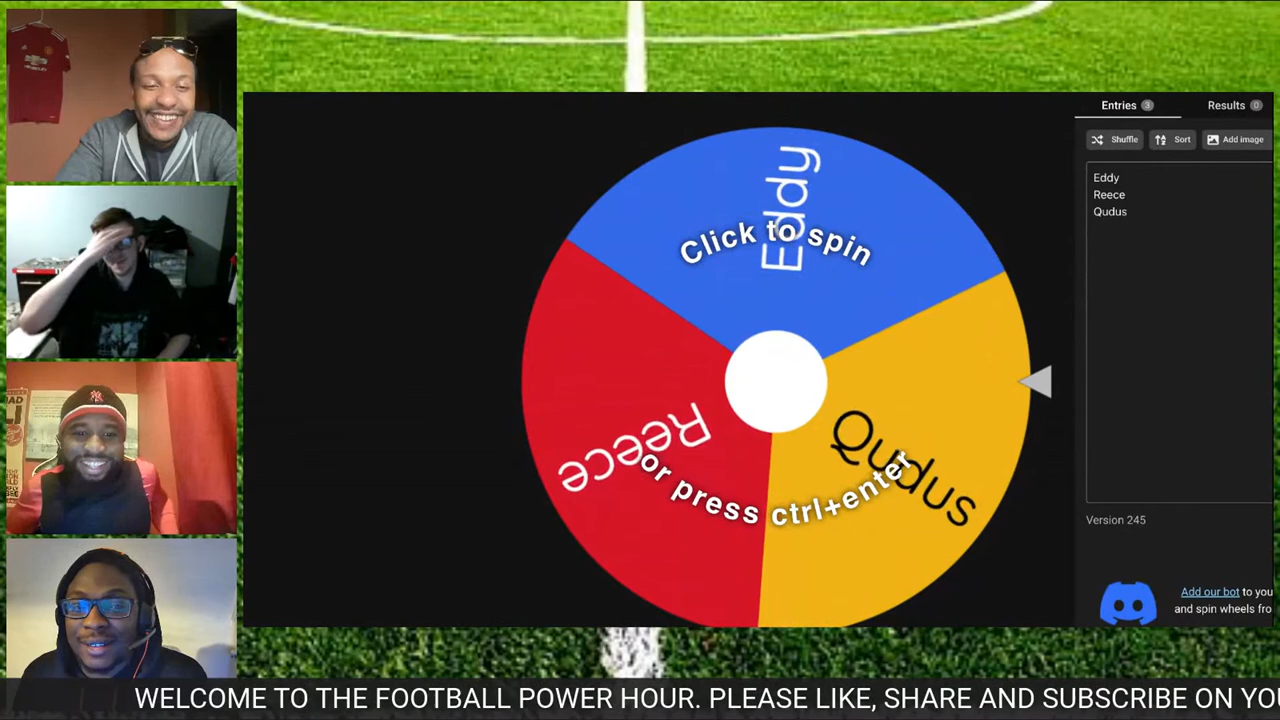 Entries 3
Results 0
Shuffle
Sort
Add image
Eddy
Reece
Qudus
Eddy
Click to spin
Reece
Qudus
or press ctrl+enter
Version 245
Add our bot to you
and spin wheels fro
WELCOME TO THE FOOTBALL POWER HOUR. PLEASE LIKE, SHARE AND SUBSCRIBE ON YO